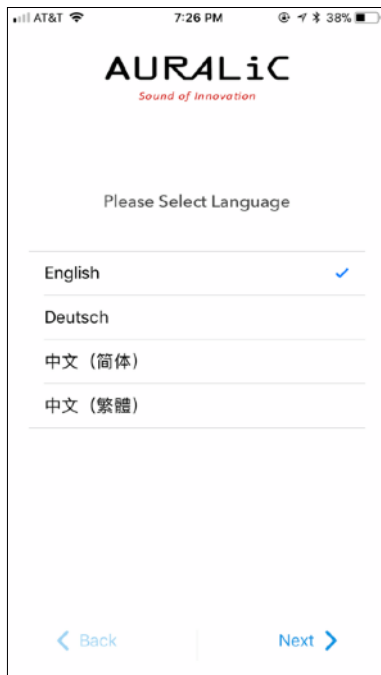 AT&T 7:26 PM 38%
AURALiC
Sound of Innovation
Please Select Language
English
Deutsch
中文（简体）
中文（繁體）
Back Next